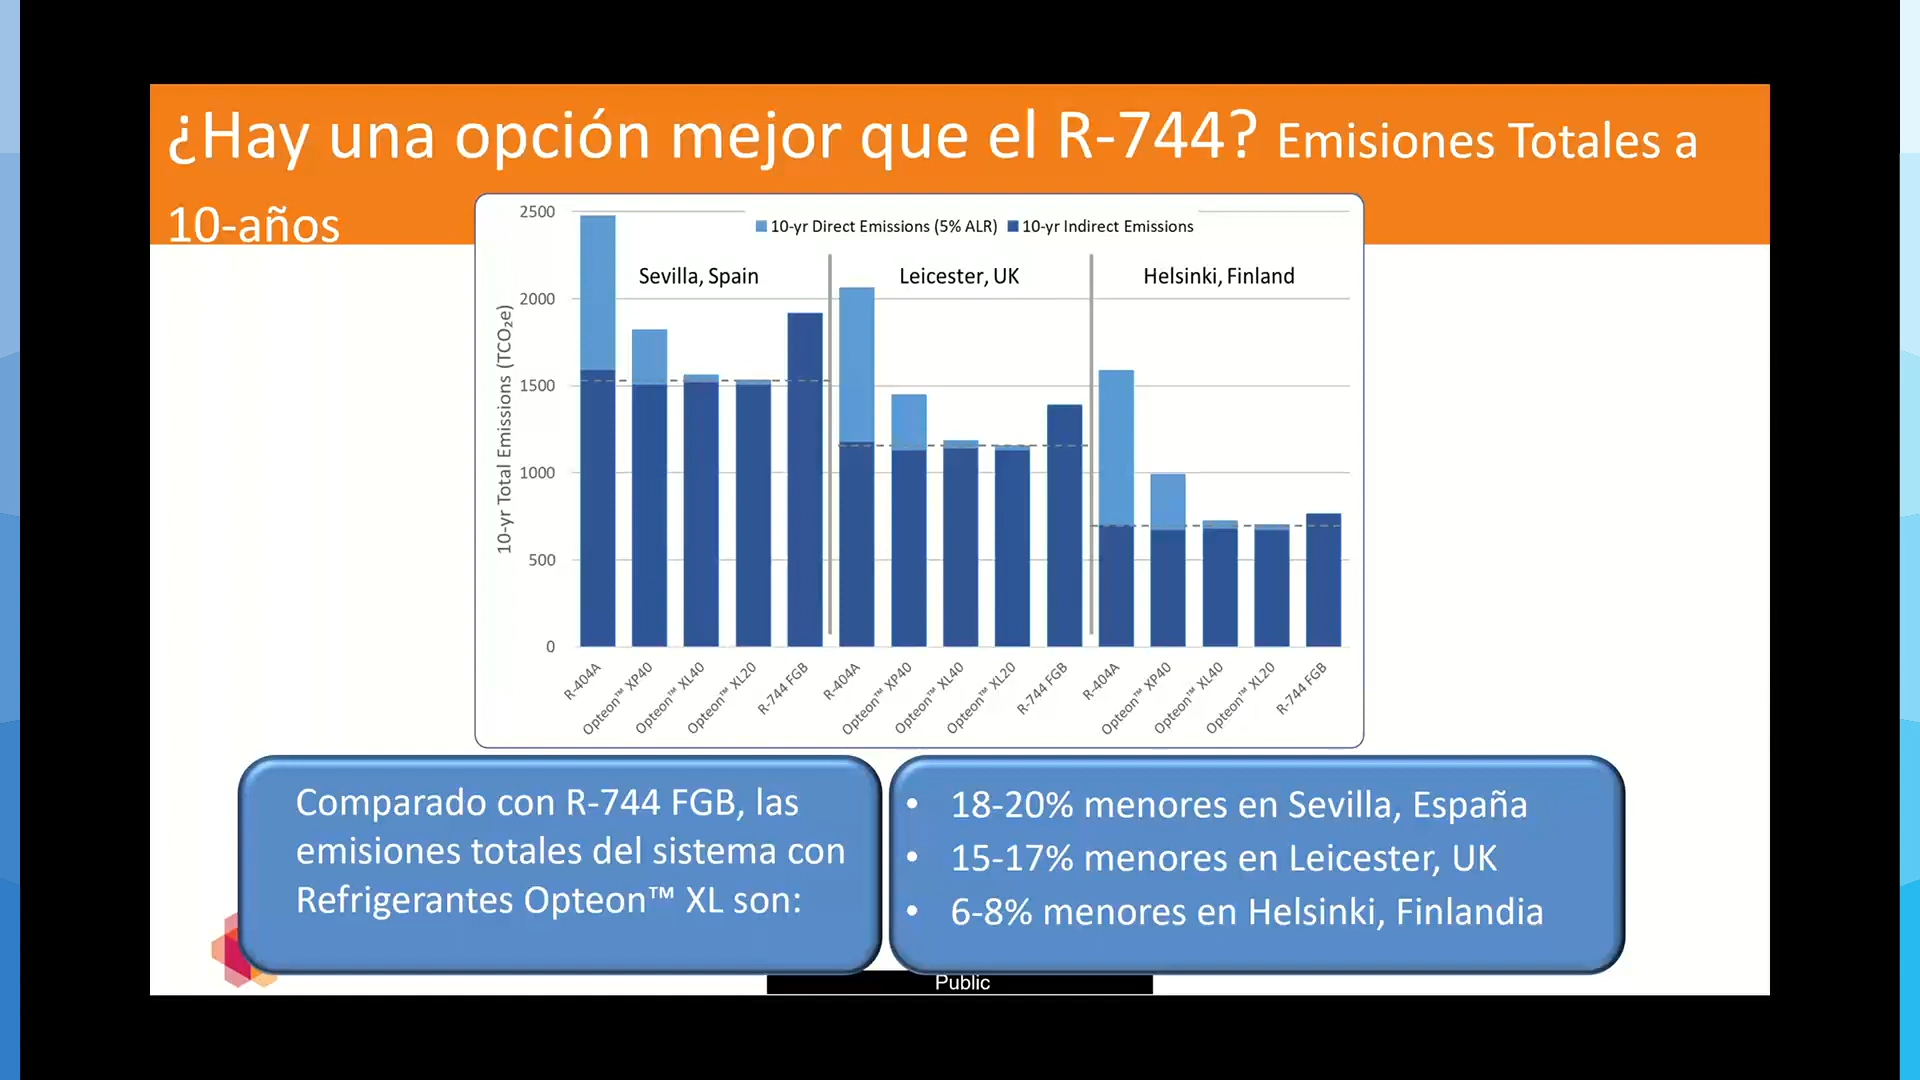 ¿Hay una opción mejor que el R-744? Emisiones Totales a
10-años
10-yr Direct Emissions (5% ALR) 10-yr Indirect Emissions
Sevilla, Spain Leicester, UK Helsinki, Finland
10-yr Total Emissions (TCO₂e)
2500
2000
1500
1000
500
0
R-404A
Opteon™ XP40
Opteon™ XL40
Opteon™ XL20
R-744 FGB
R-404A
Opteon™ XP40
Opteon™ XL40
Opteon™ XL20
R-744 FGB
R-404A
Opteon™ XP40
Opteon™ XL40
Opteon™ XL20
R-744 FGB
Comparado con R-744 FGB, las
emisiones totales del sistema con
Refrigerantes Opteon™ XL son:
• 18-20% menores en Sevilla, España
• 15-17% menores en Leicester, UK
• 6-8% menores en Helsinki, Finlandia
Public